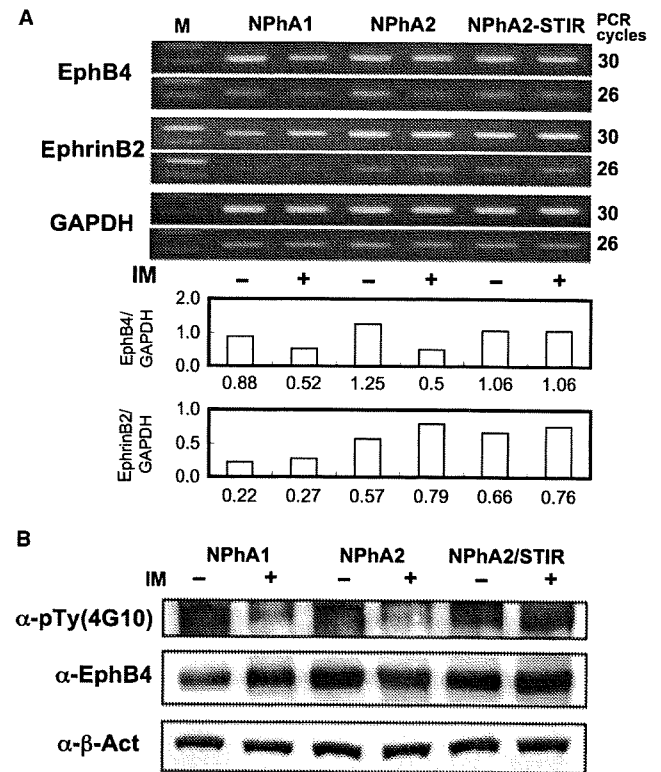 A
M NPhA1 NPhA2 NPhA2-STIR PCR cycles
EphB4 30
26
EphrinB2 30
26
GAPDH 30
26
IM – + – + – +
EphB4/GAPDH
2.0
1.0
0.0
0.88 0.52 1.25 0.5 1.06 1.06
EphrinB2/GAPDH
1.0
0.5
0.0
0.22 0.27 0.57 0.79 0.66 0.76
B
NPhA1 NPhA2 NPhA2/STIR
IM – + – + – +
α-pTy(4G10)
α-EphB4
α-β-Act